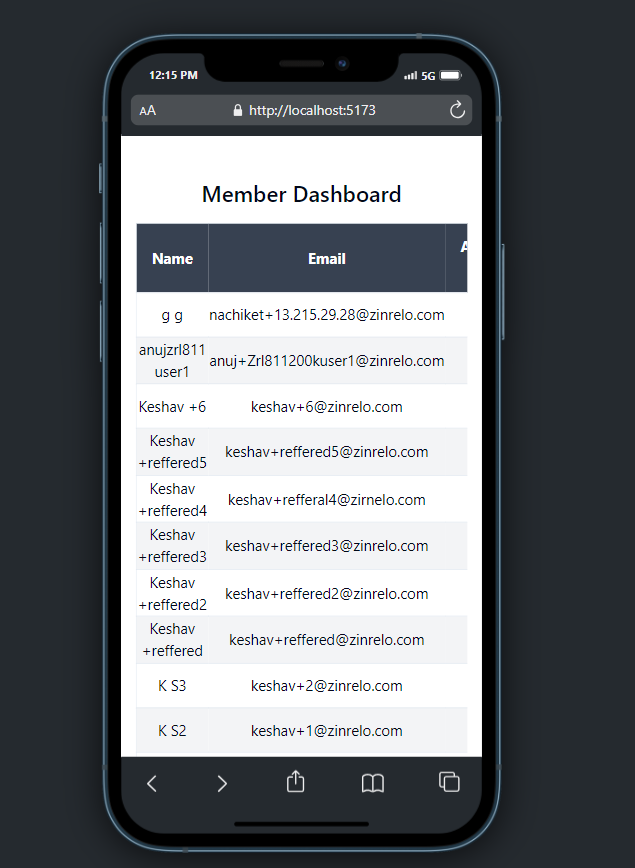 12:15 PM
5G
AA
http://localhost:5173
Member Dashboard
Name Email A
g g nachiket+13.215.29.28@zinrelo.com
anujzrl811
user1 anuj+Zrl811200kuser1@zinrelo.com
Keshav +6 keshav+6@zinrelo.com
Keshav
+reffered5 keshav+reffered5@zinrelo.com
Keshav
+reffered4 keshav+refferal4@zirnelo.com
Keshav
+reffered3 keshav+reffered3@zinrelo.com
Keshav
+reffered2 keshav+reffered2@zinrelo.com
Keshav
+reffered keshav+reffered@zinrelo.com
K S3 keshav+2@zinrelo.com
K S2 keshav+1@zinrelo.com